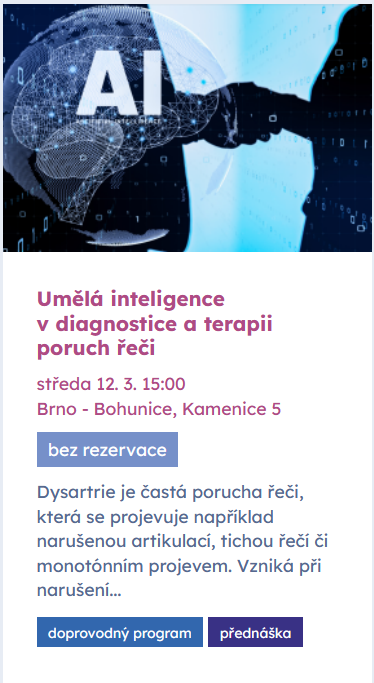 AI
ARTIFICIAL INTELLIGENCE
Umělá inteligence
v diagnostice a terapii
poruch řeči
středa 12. 3. 15:00
Brno - Bohunice, Kamenice 5
bez rezervace
Dysartrie je častá porucha řeči,
která se projevuje například
narušenou artikulací, tichou řečí či
monotónním projevem. Vzniká při
narušení...
doprovodný program
přednáška